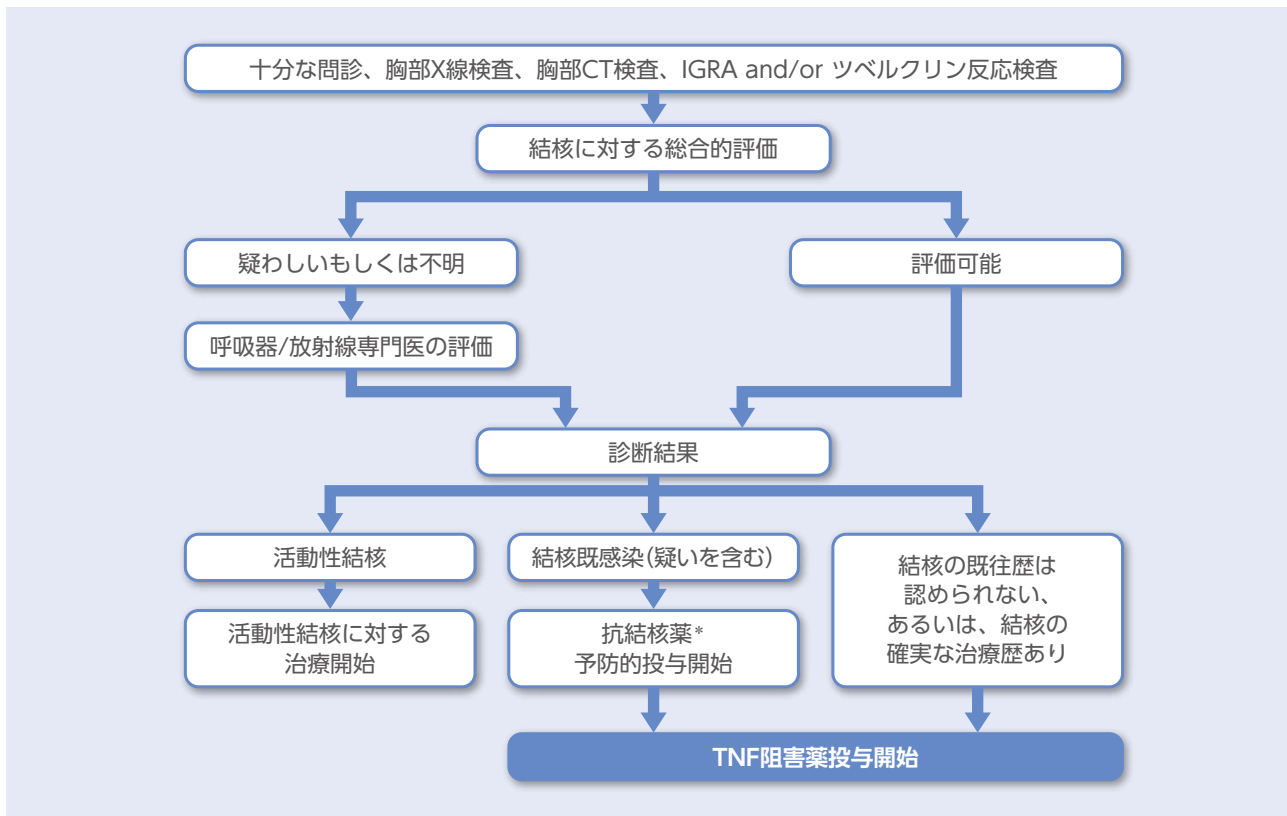 十分な問診、胸部X線検査、胸部CT検査、IGRA and/or ツベルクリン反応検査
結核に対する総合的評価
疑わしいもしくは不明
評価可能
呼吸器/放射線専門医の評価
診断結果
活動性結核
結核既感染(疑いを含む)
結核の既往歴は
認められない、
あるいは、結核の
確実な治療歴あり
活動性結核に対する
治療開始
抗結核薬*
予防的投与開始
TNF阻害薬投与開始